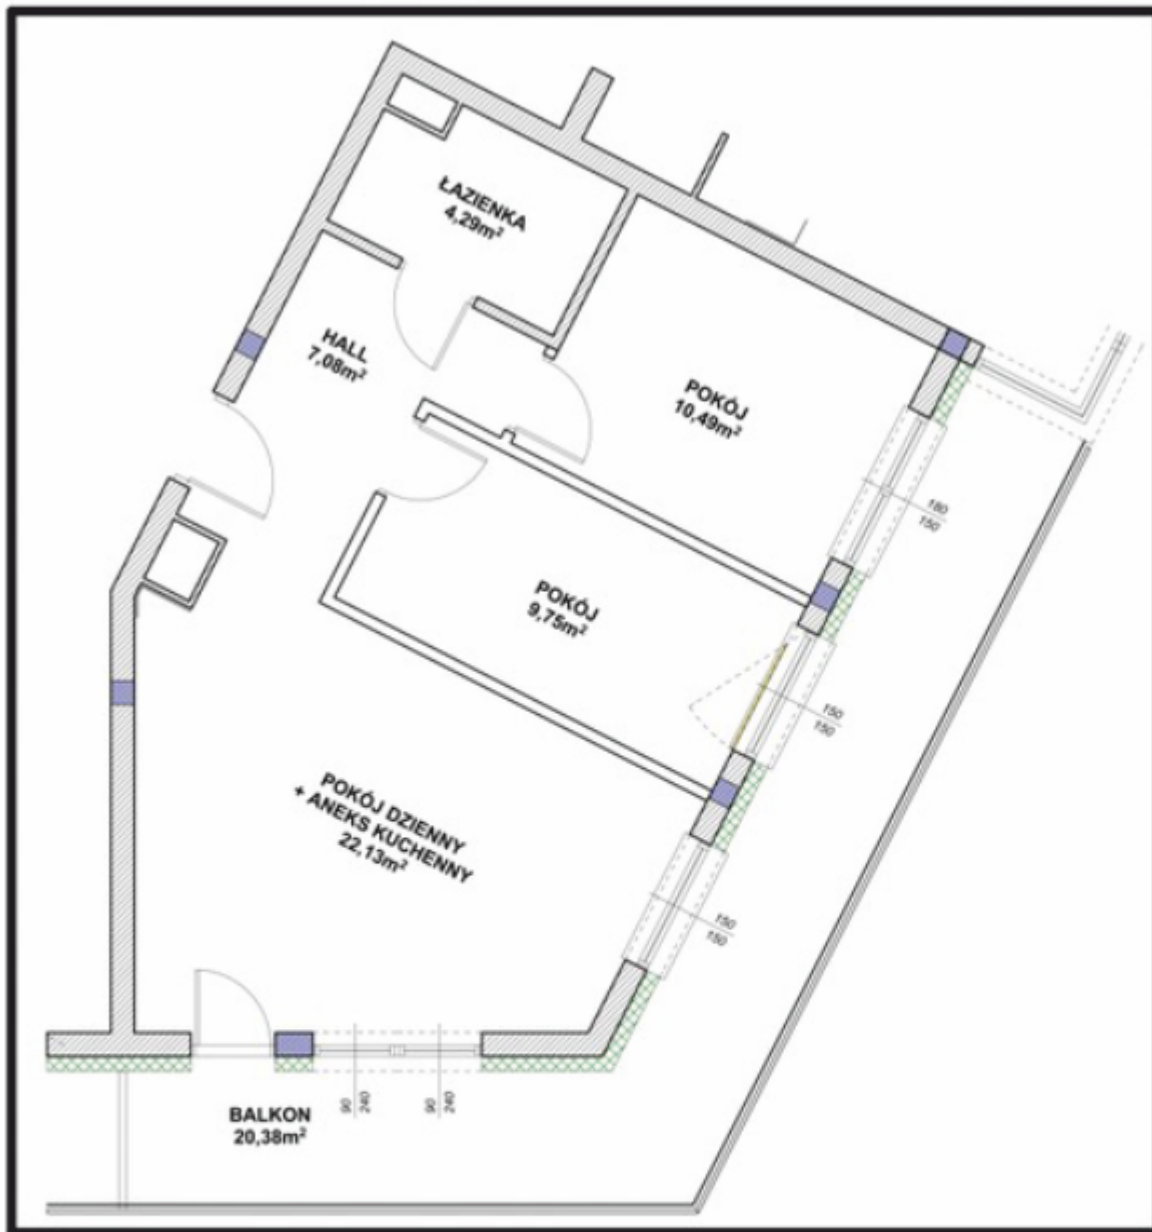 ŁAZIENKA
4,29m²
HALL
7,08m²
POKÓJ
10,49m²
180
150
POKÓJ
9,75m²
150
150
POKÓJ DZIENNY
+ ANEKS KUCHENNY
22,13m²
150
150
90
240
90
240
BALKON
20,38m²